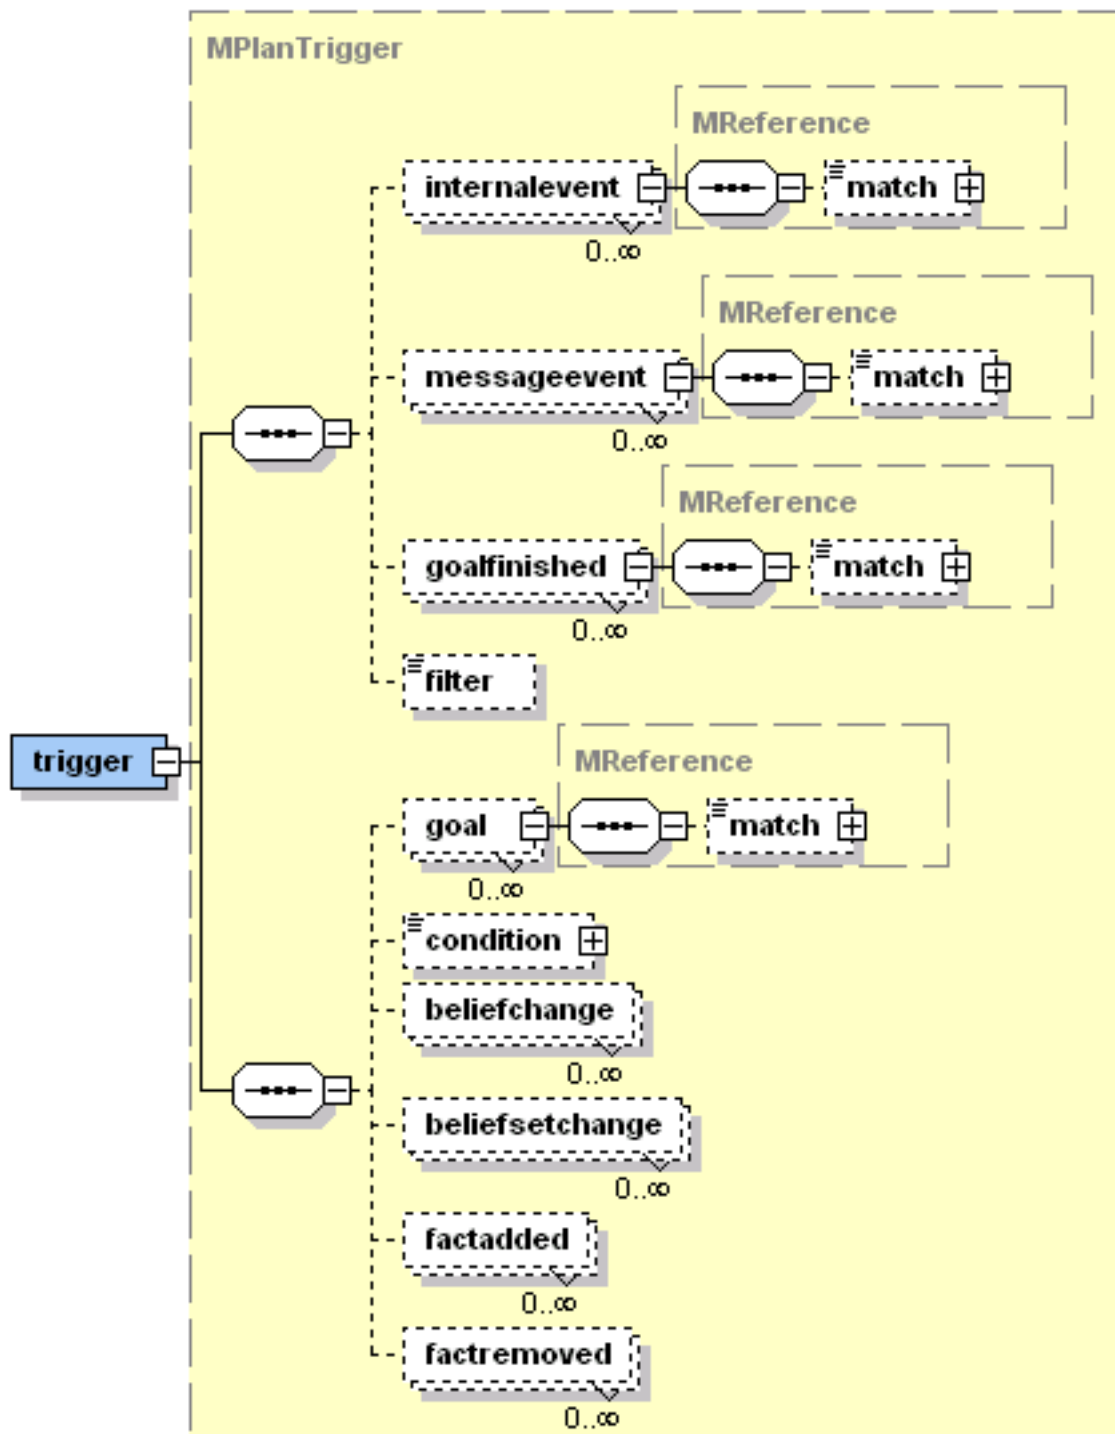 MPlanTrigger
MReference
internalevent
match
0..∞
MReference
messageevent
match
0..∞
MReference
goalfinished
match
0..∞
filter
trigger
MReference
goal
match
0..∞
condition
beliefchange
0..∞
beliefsetchange
0..∞
factadded
0..∞
factremoved
0..∞